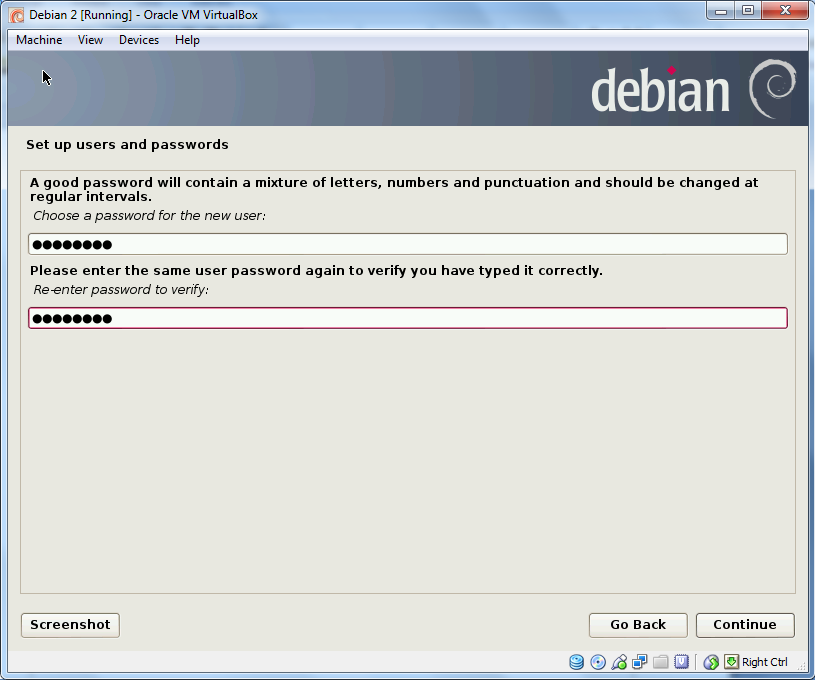 Debian 2 [Running] - Oracle VM VirtualBox
Machine View Devices Help
debian
Set up users and passwords
A good password will contain a mixture of letters, numbers and punctuation and should be changed at
regular intervals.
Choose a password for the new user:
●●●●●●●●
Please enter the same user password again to verify you have typed it correctly.
Re-enter password to verify:
●●●●●●●●
Screenshot Go Back Continue
Right Ctrl